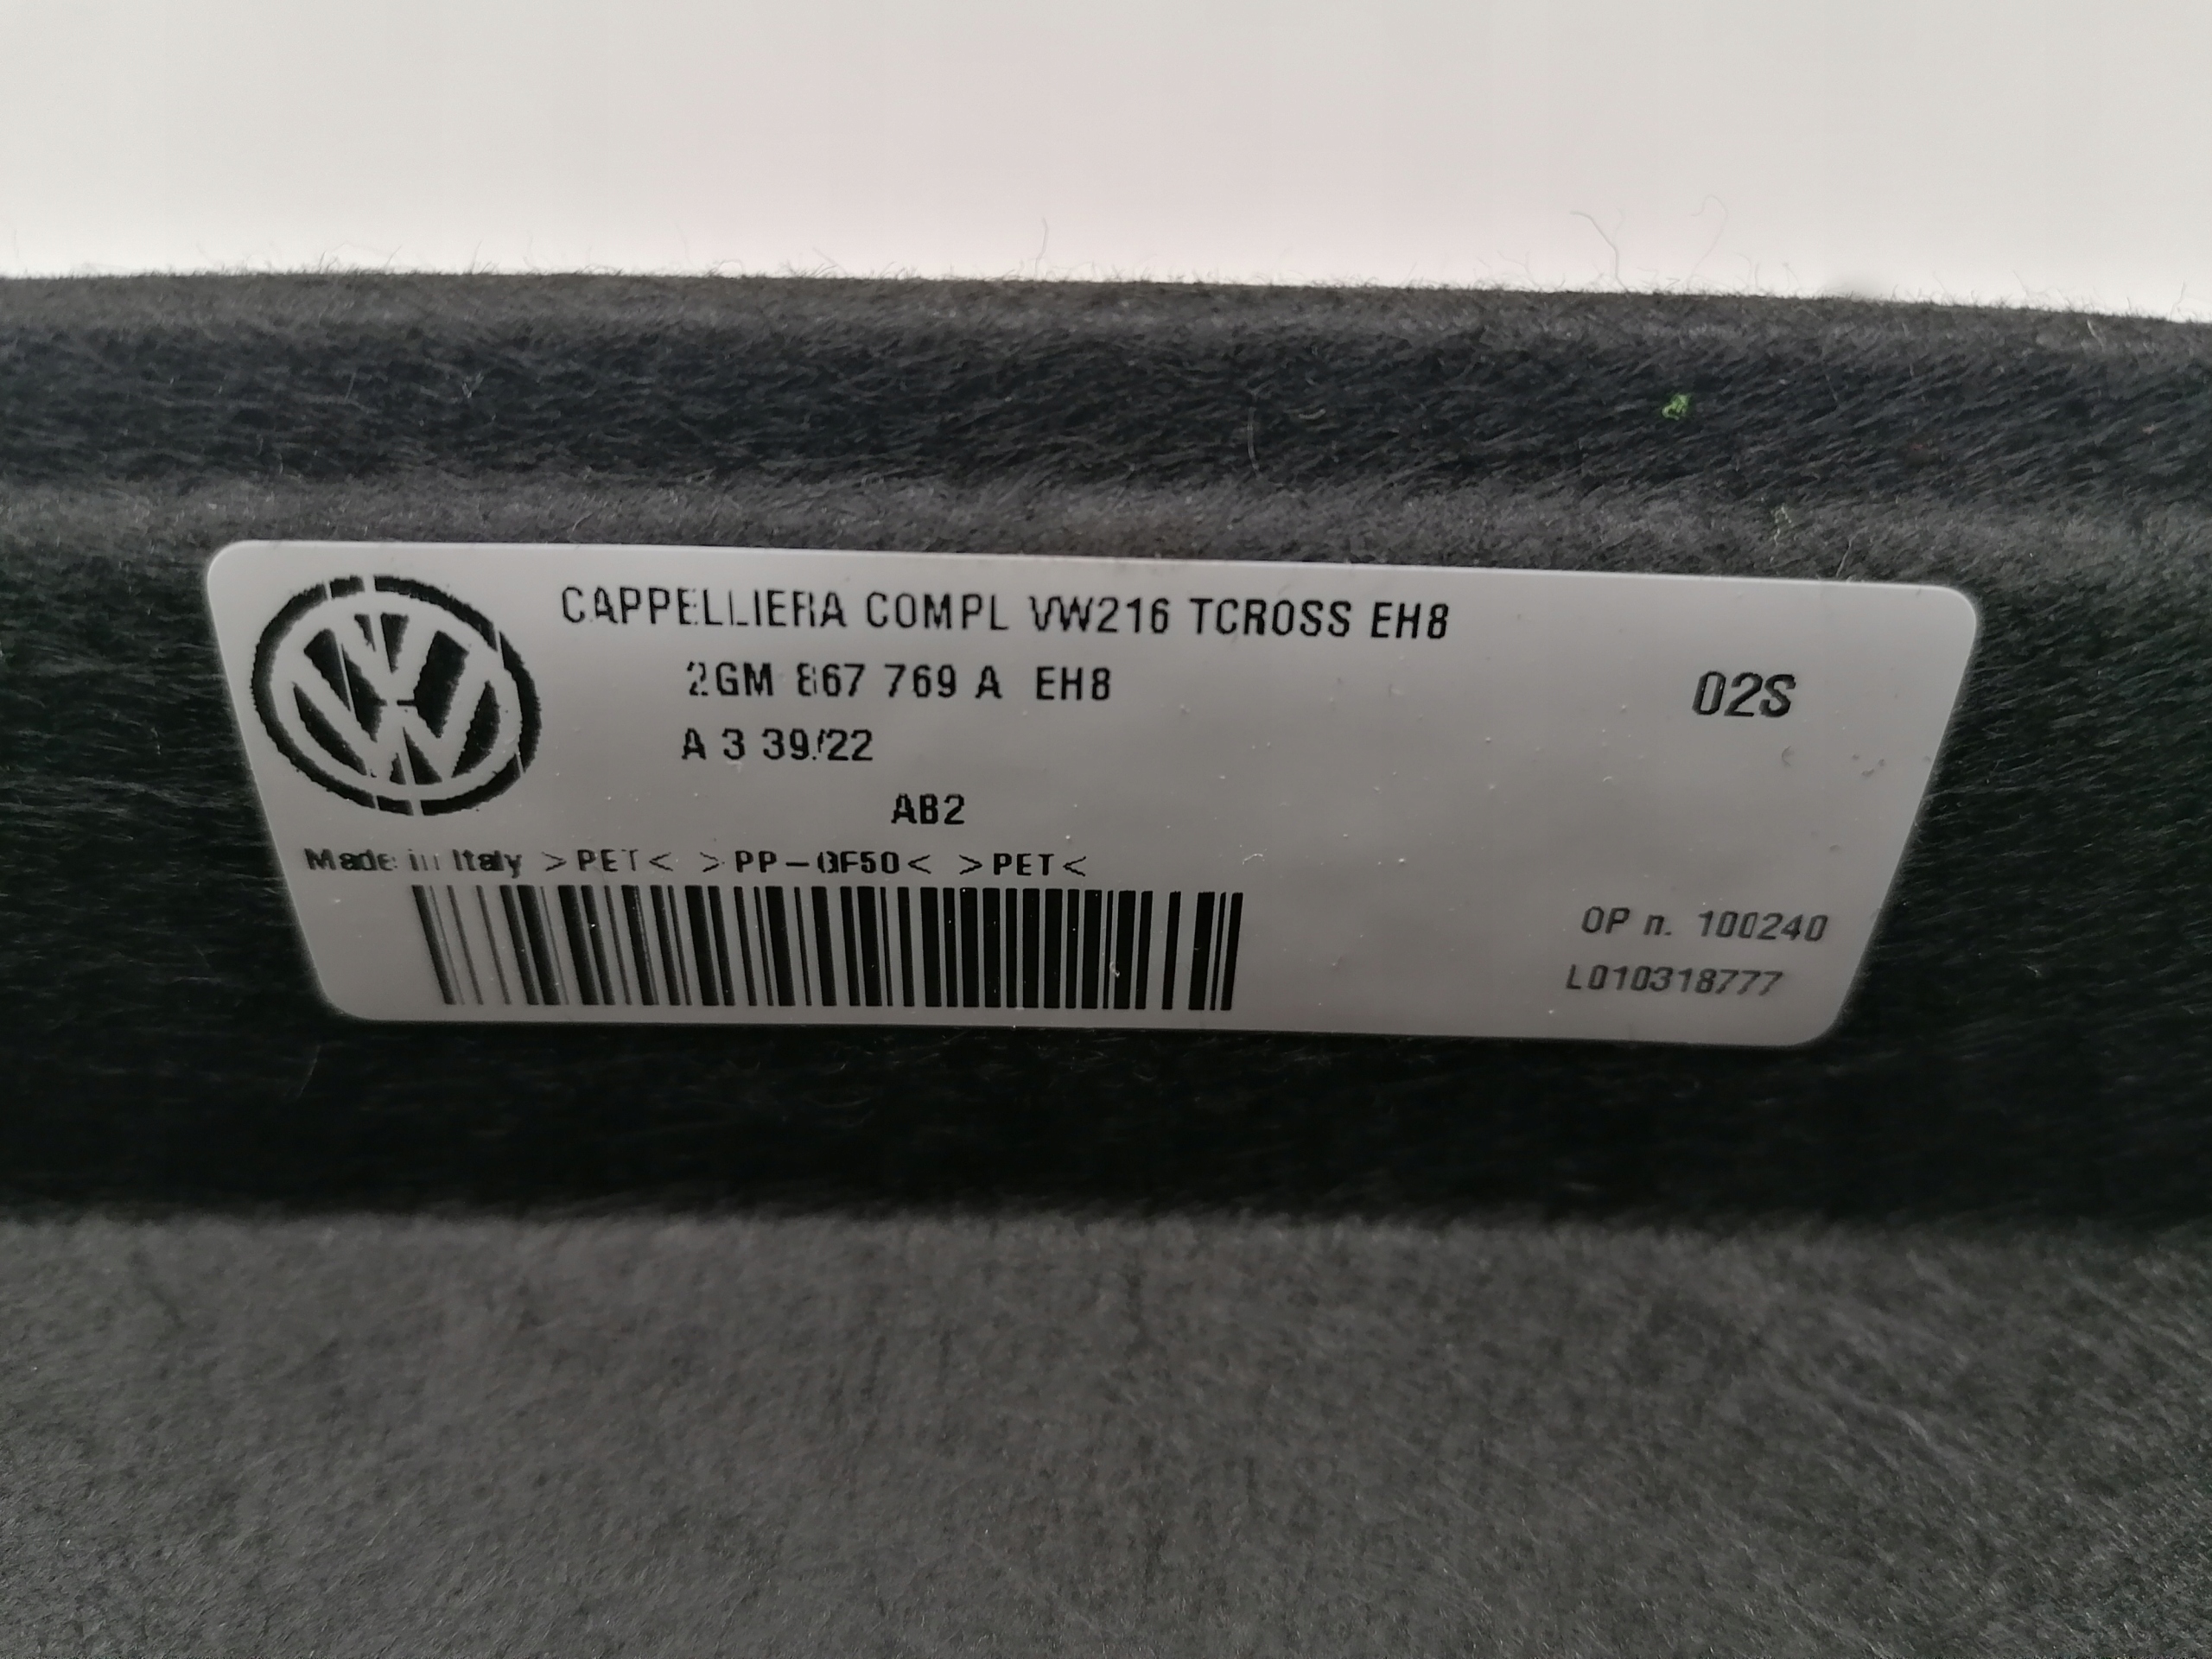 CAPPELLIERA COMPL VW216 TCROSS EH8
2GM 867 769 A EH8
02S
A 3 39/22
AB2
Made in Italy >PET< >PP-GF50< >PET<
OP n. 100240
L010318777